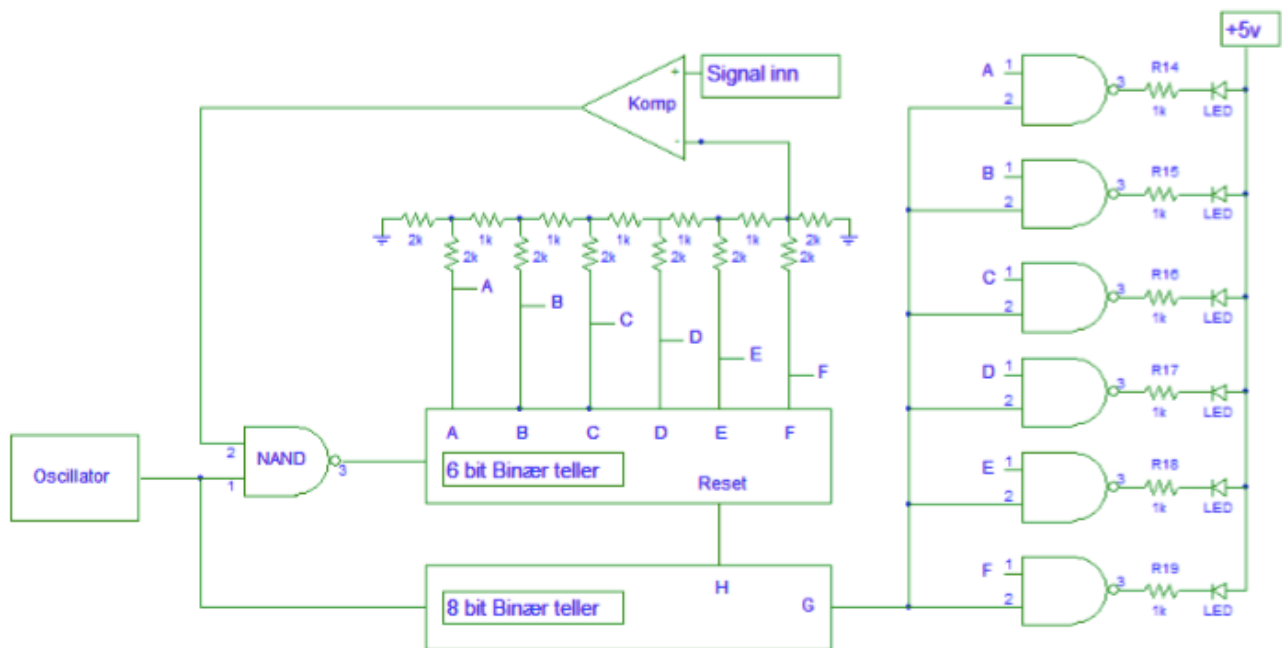 +5v
Signal inn
+
Komp
-
A 1 2 3 R14 1k LED
B 1 2 3 R15 1k LED
C 1 2 3 R16 1k LED
D 1 2 3 R17 1k LED
E 1 2 3 R18 1k LED
F 1 2 3 R19 1k LED
2k 1k 1k 1k 1k 1k 2k
2k 2k 2k 2k 2k 2k
A
B
C
D
E
F
A B C D E F
6 bit Binær teller
Reset
Oscillator
2
1
NAND
3
H
G
8 bit Binær teller